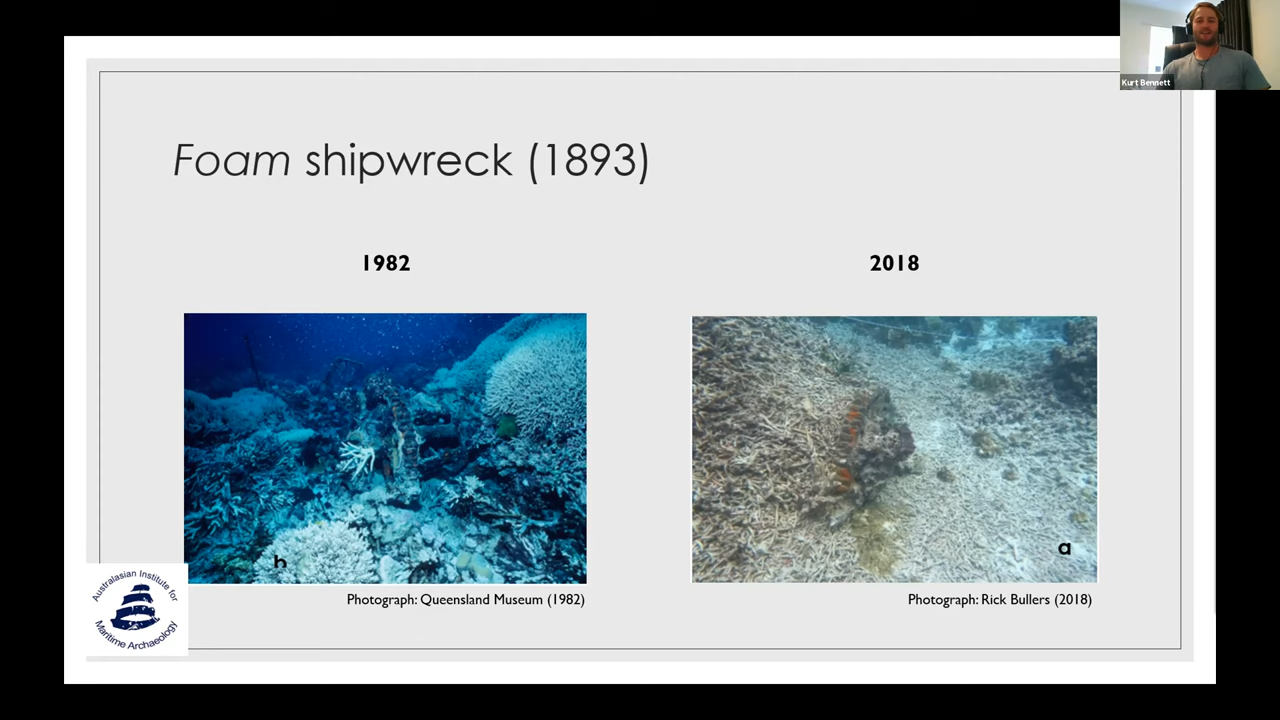 Kurt Bennett
Foam shipwreck (1893)
1982
2018
b
a
Photograph: Queensland Museum (1982)
Photograph: Rick Bullers (2018)
Australasian Institute for
Maritime Archaeology